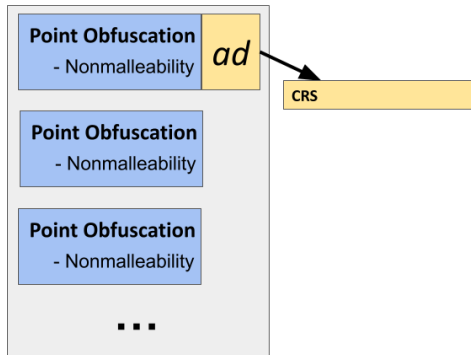 Point Obfuscation
- Nonmalleability
ad
CRS
Point Obfuscation
- Nonmalleability
Point Obfuscation
- Nonmalleability
...